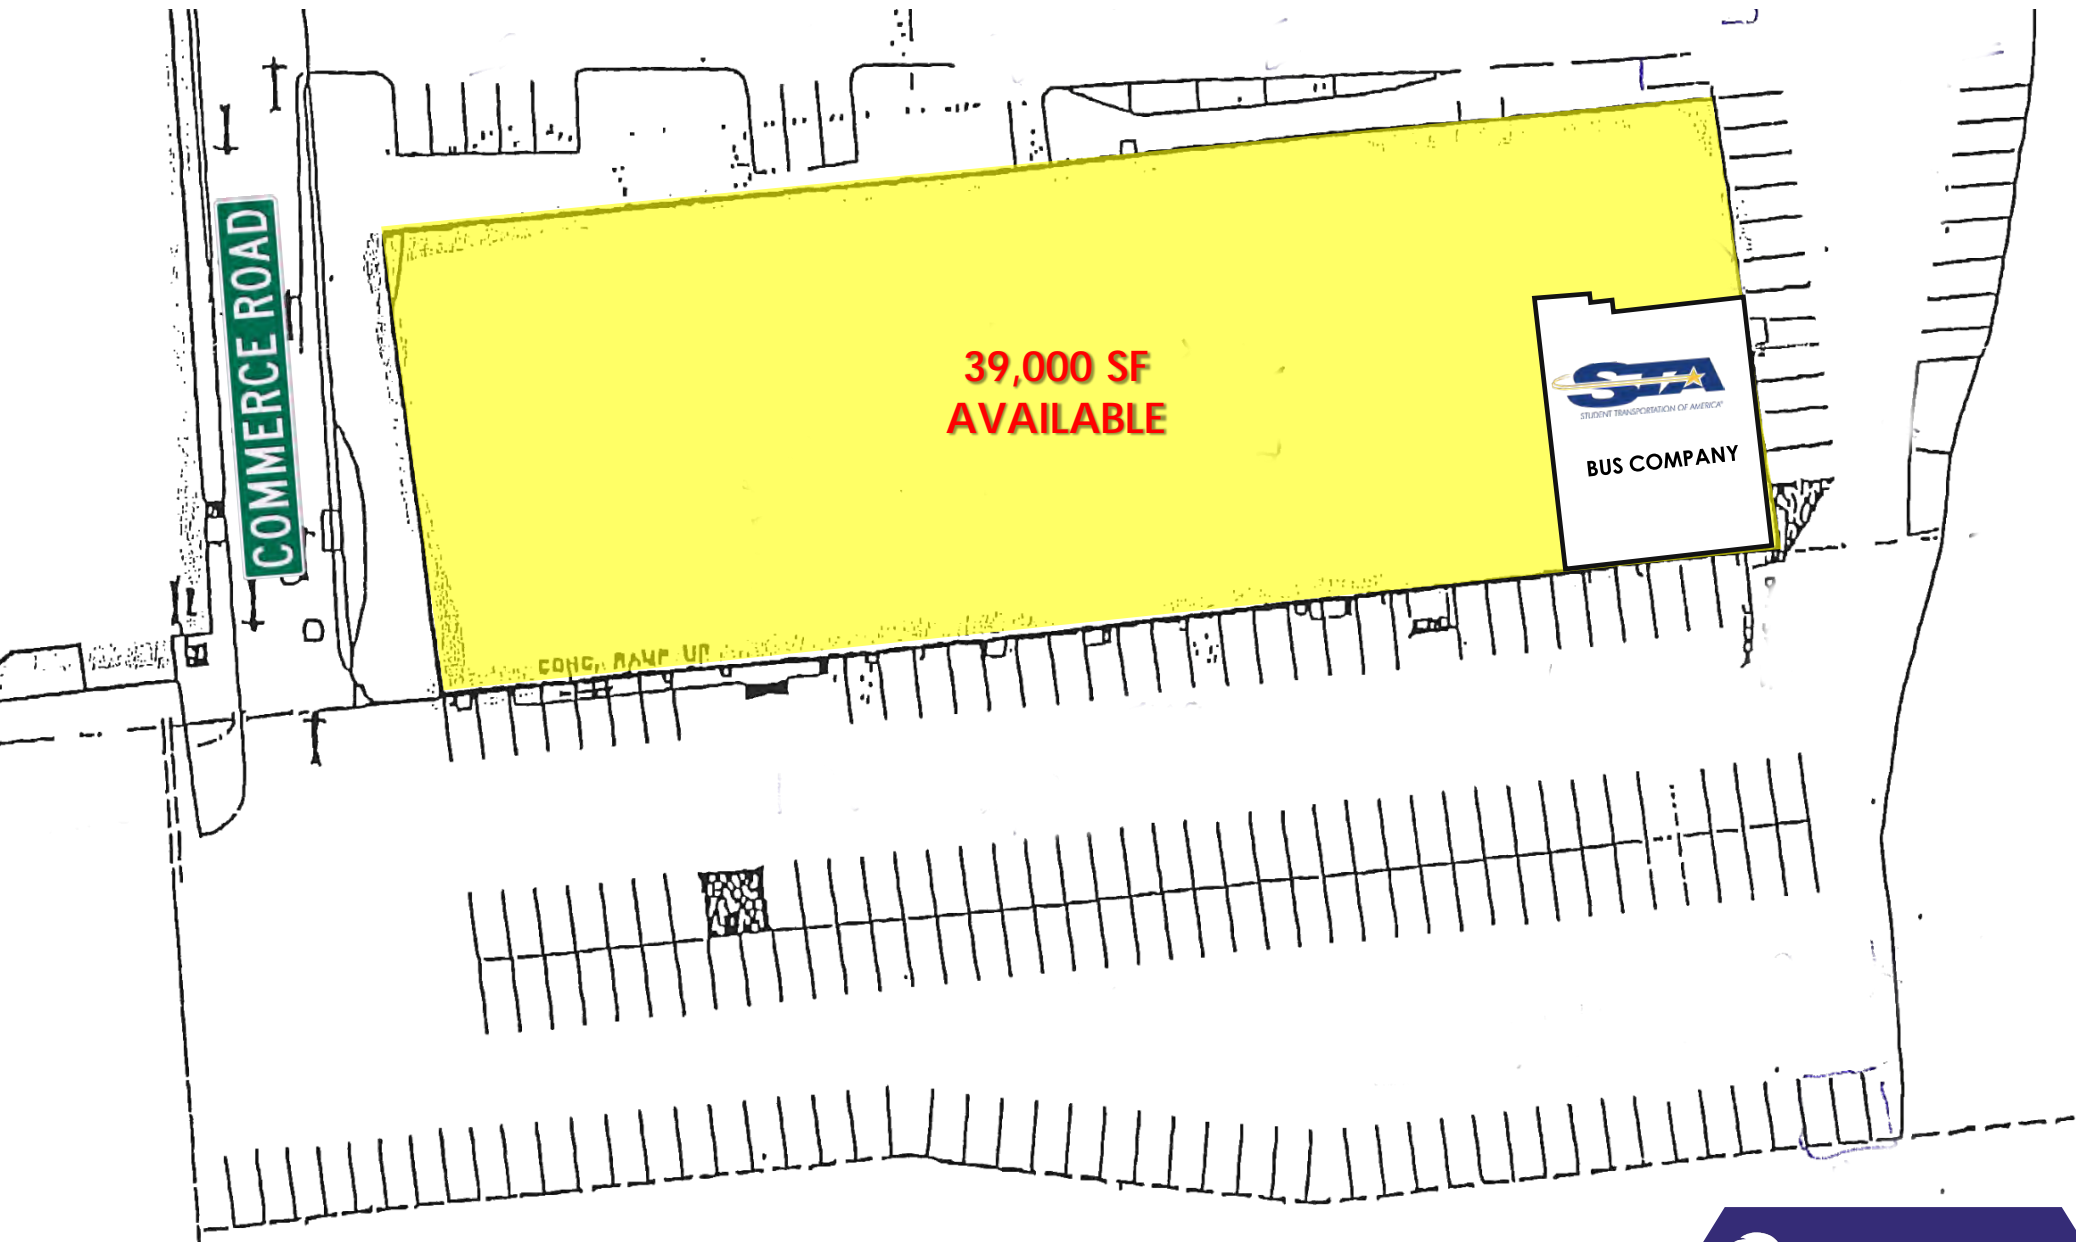 COMMERCE ROAD
39,000 SF
AVAILABLE
STA
STUDENT TRANSPORTATION OF AMERICA
BUS COMPANY
CONC. RAMP UP